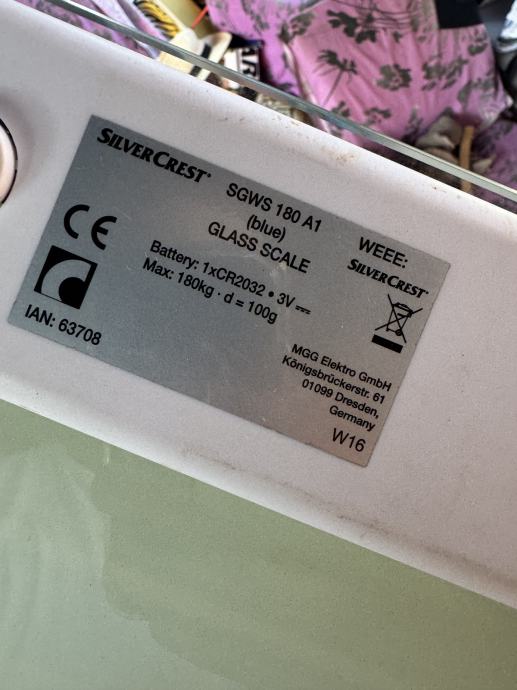 SILVERCREST®
SGWS 180 A1
(blue)
GLASS SCALE
Battery: 1xCR2032 • 3V
Max: 180kg · d = 100g
CE
IAN: 63708
WEEE:
SILVERCREST®
MGG Elektro GmbH
Königsbrückerstr. 61
01099 Dresden,
Germany
W16